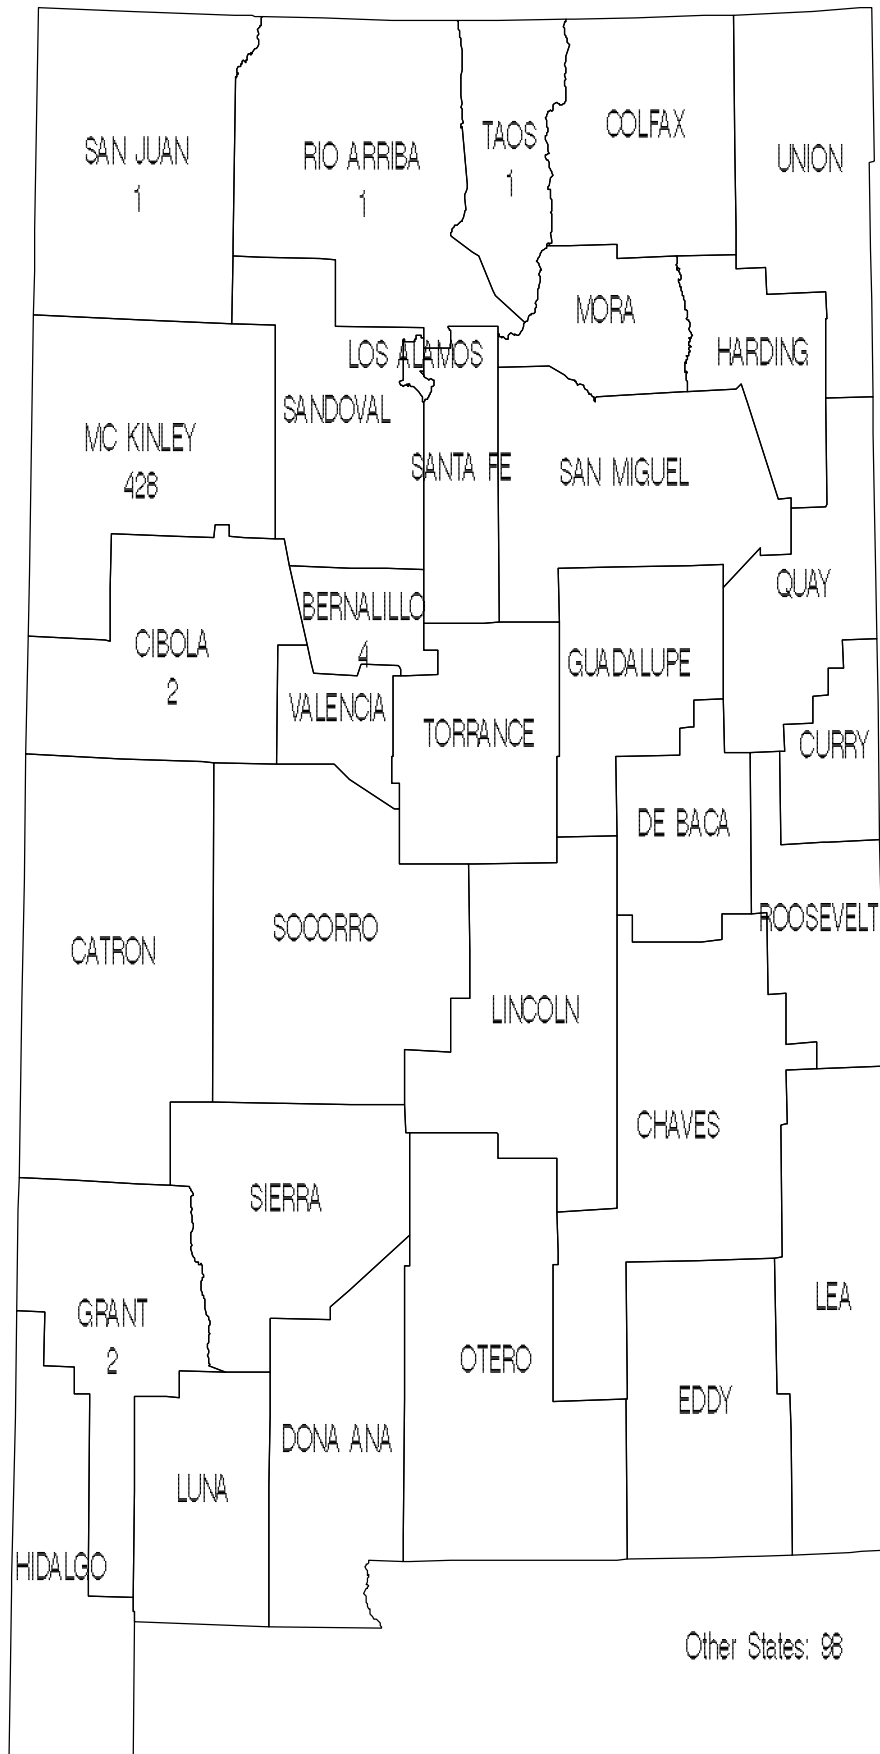 SAN JUAN
1
RIO ARRIBA
1
TAOS
1
COLFAX
UNION
MORA
HARDING
LOS ALAMOS
SANDOVAL
MC KINLEY
428
SANTA FE
SAN MIGUEL
QUAY
BERNALILLO
4
CIBOLA
2
GUADALUPE
VALENCIA
TORRANCE
CURRY
DE BACA
ROOSEVELT
SOCORRO
CATRON
LINCOLN
CHAVES
SIERRA
LEA
GRANT
2
OTERO
EDDY
DONA ANA
LUNA
HIDALGO
Other States: 98